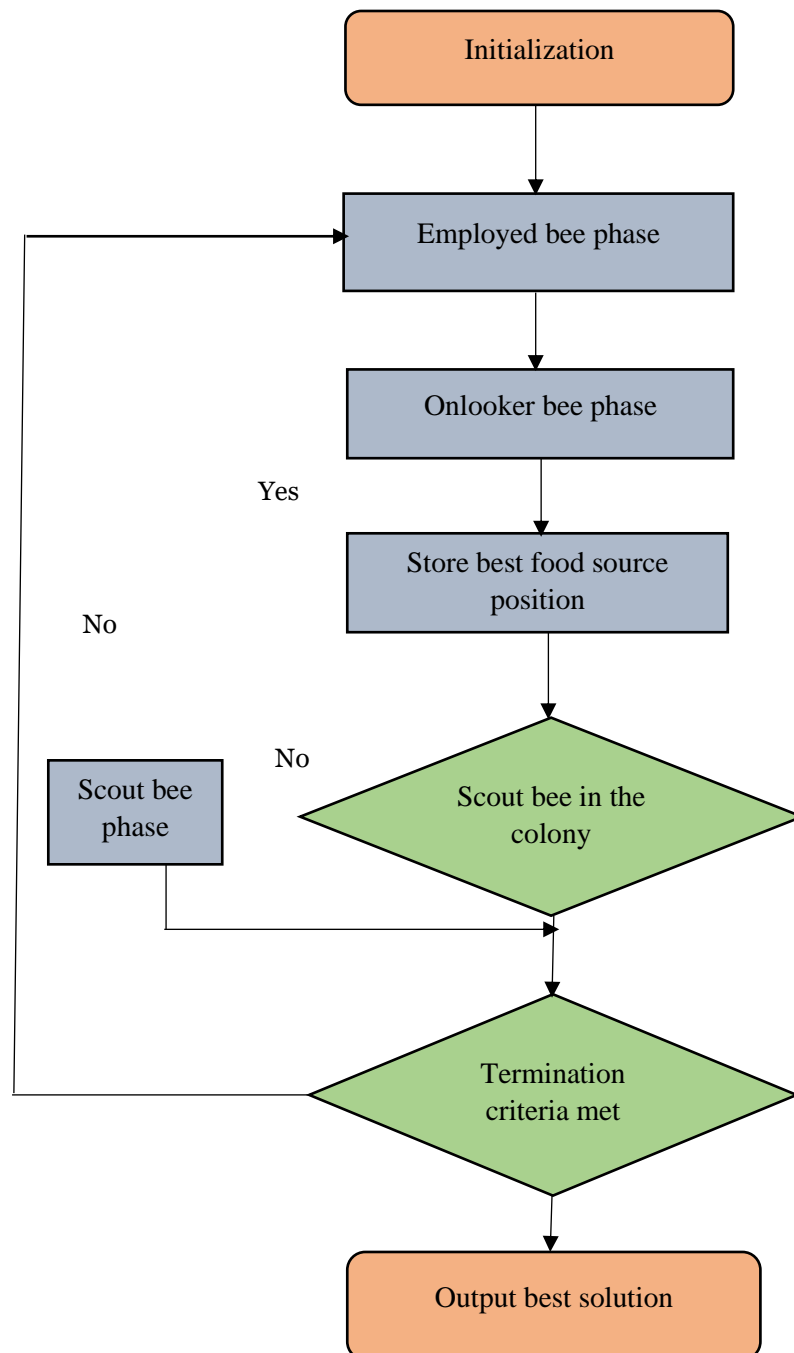 Initialization
Employed bee phase
Onlooker bee phase
Yes
Store best food source
position
No
No
Scout bee
phase
Scout bee in the
colony
Termination
criteria met
Output best solution